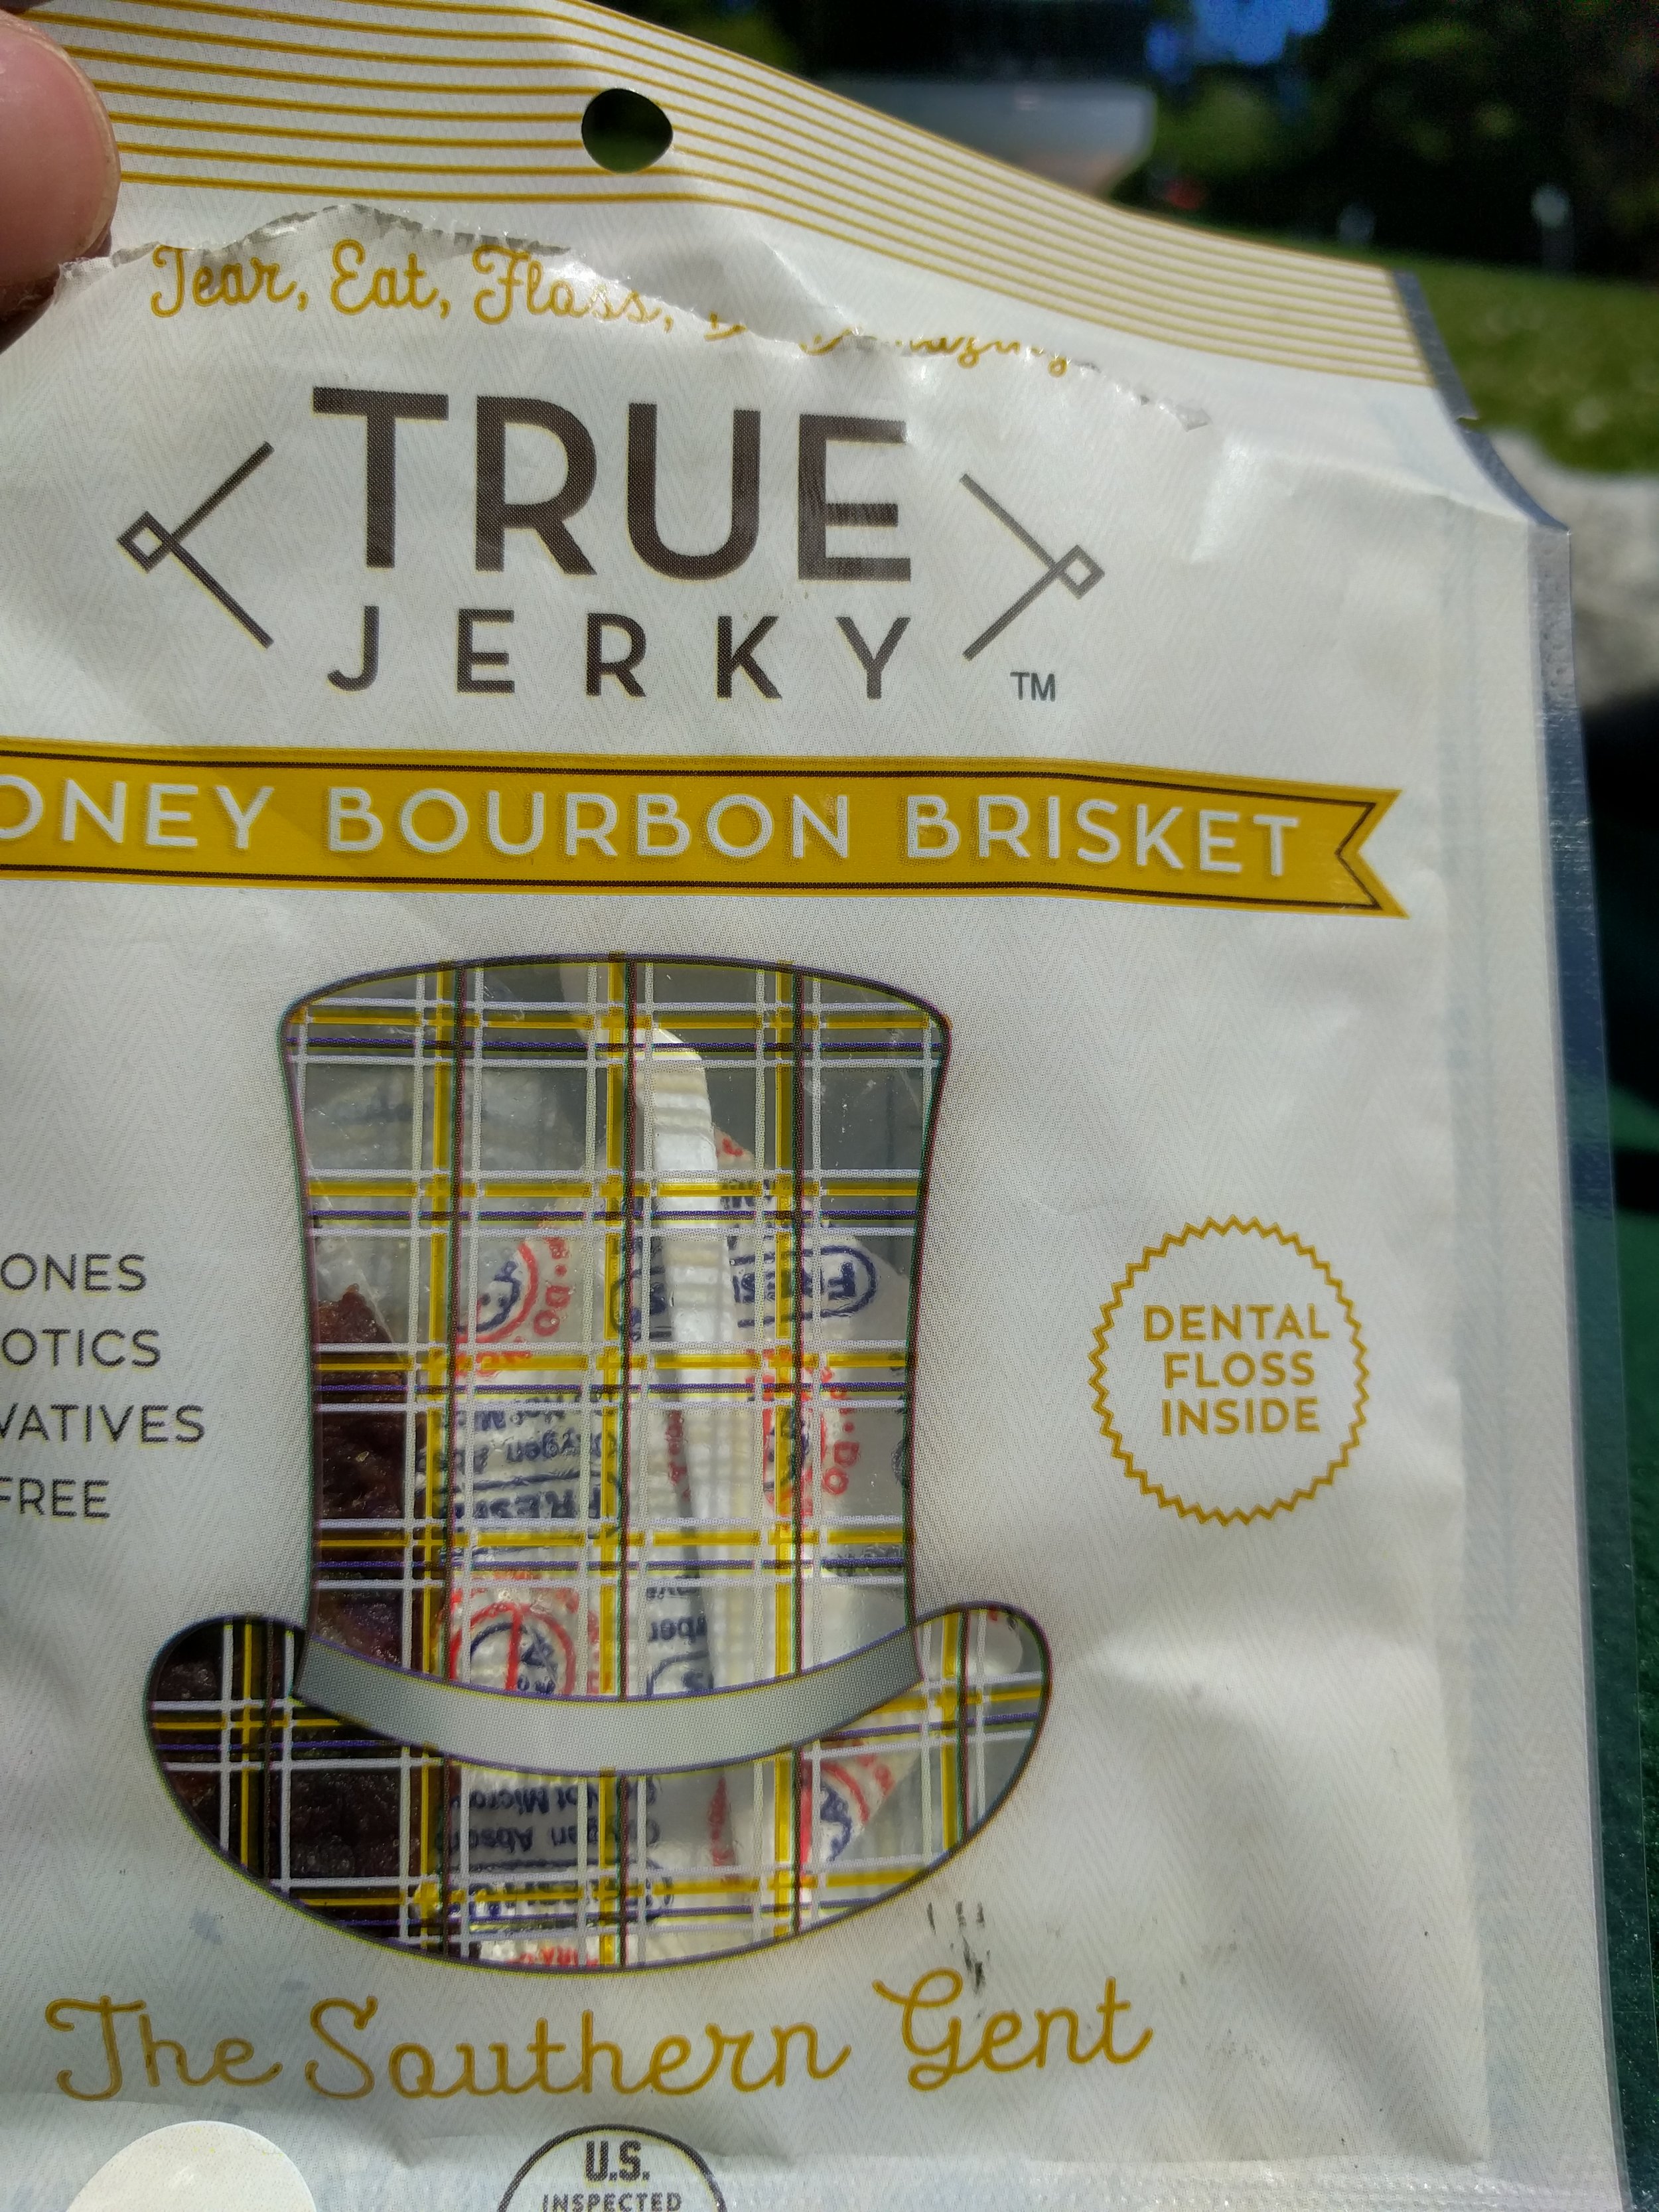 Tear, Eat, Floss,
TRUE
JERKY
TM
ONEY BOURBON BRISKET
ONES
OTICS
VATIVES
FREE
DENTAL
FLOSS
INSIDE
The Southern Gent
U.S.
INSPECTED